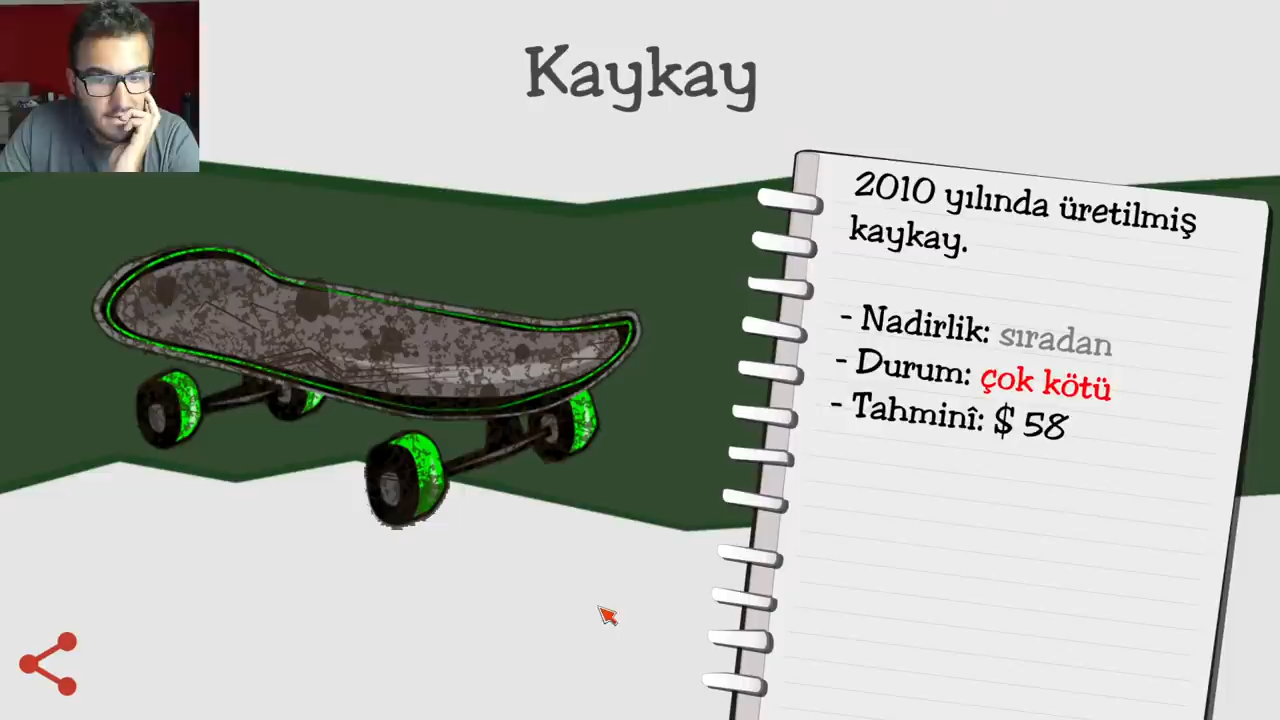 Kaykay
2010 yılında üretilmiş
kaykay.
- Nadirlik: sıradan
- Durum: çok kötü
- Tahminî: $ 58